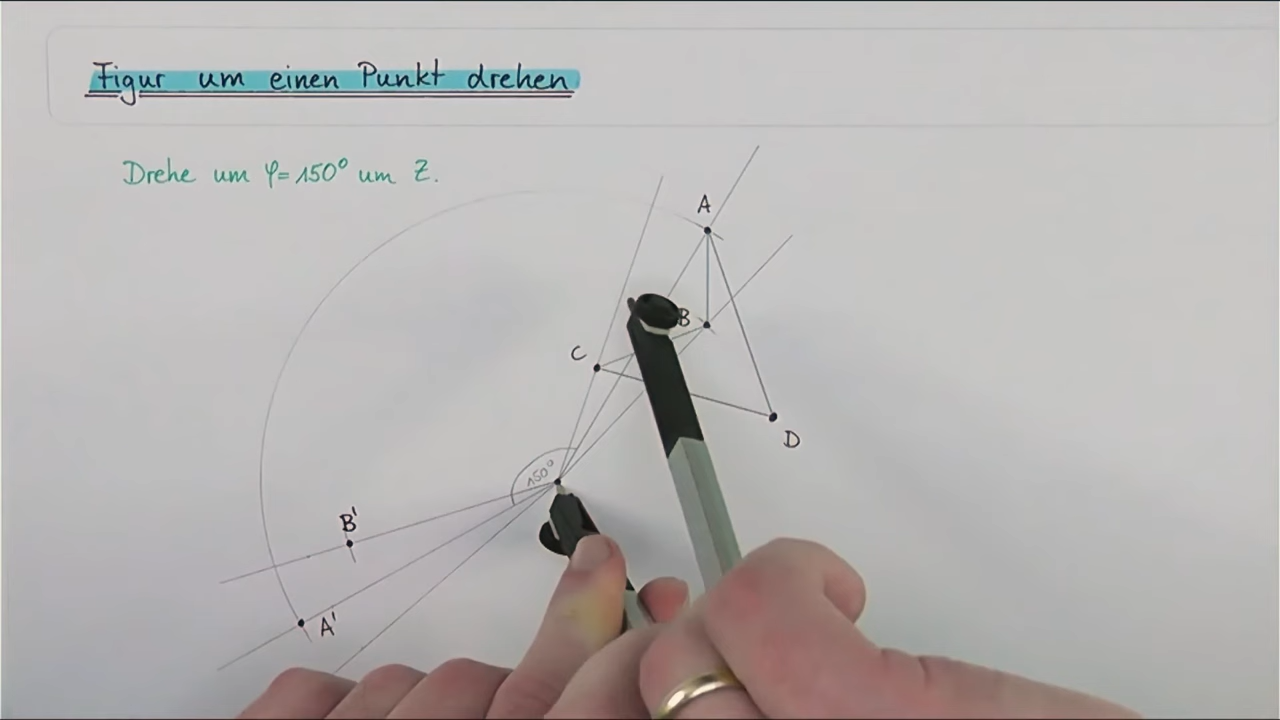 Figur um einen Punkt drehen
Drehe um φ=150° um Z.
A
B
C
D
150°
B'
A'